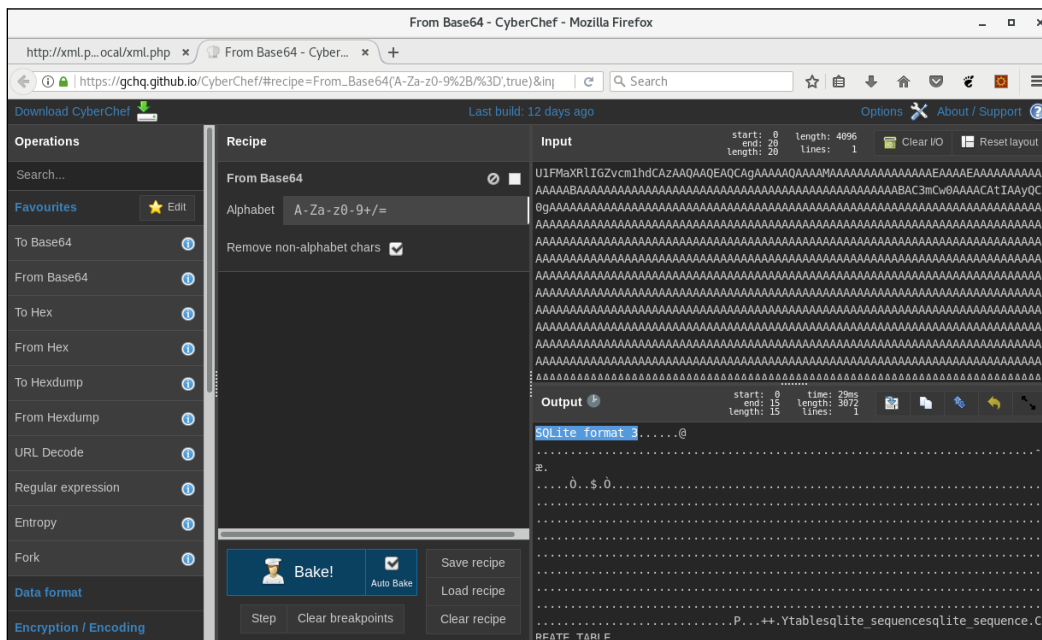 From Base64 - CyberChef - Mozilla Firefox
http://xml.p...ocal/xml.php
From Base64 - Cyber...
https://gchq.github.io/CyberChef/#recipe=From_Base64('A-Za-z0-9%2B/%3D',true)&inp
Search
Download CyberChef
Last build: 12 days ago
Options
About / Support
Operations
Search...
Favourites
Edit
To Base64
From Base64
To Hex
From Hex
To Hexdump
From Hexdump
URL Decode
Regular expression
Entropy
Fork
Data format
Encryption / Encoding
Recipe
From Base64
Alphabet A-Za-z0-9+/=
Remove non-alphabet chars
Bake!
Auto Bake
Step
Clear breakpoints
Save recipe
Load recipe
Clear recipe
Input
start: 0
end: 20
length: 20
length: 4096
lines: 1
Clear I/O
Reset layout
Output
start: 0
end: 15
length: 15
time: 29ms
length: 3072
lines: 1
SQLite format 3......@
æ.
.....Ò..$.Ò
P...++.Ytablesqlite_sequencesqlite_sequence.C
REATE TABLE